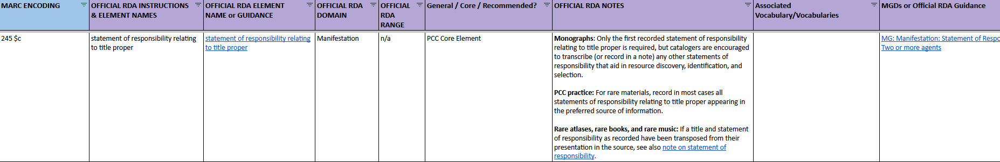 MARC ENCODING
OFFICIAL RDA INSTRUCTIONS
& ELEMENT NAMES
OFFICIAL RDA ELEMENT
NAME or GUIDANCE
OFFICIAL RDA
DOMAIN
OFFICIAL
RDA
RANGE
General / Core / Recommended?
OFFICIAL RDA NOTES
Associated
Vocabulary/Vocabularies
MGDs or Official RDA Guidance
245 $c
statement of responsibility relating
to title proper
statement of responsibility relating
to title proper
Manifestation
n/a
PCC Core Element
Monographs: Only the first recorded statement of responsibility
relating to title proper is required, but catalogers are encouraged
to transcribe (or record in a note) any other statements of
responsibility that aid in resource discovery, identification, and
selection.
PCC practice: For rare materials, record in most cases all
statements of responsibility relating to title proper appearing in
the preferred source of information.
Rare atlases, rare books, and rare music: If a title and statement
of responsibility as recorded have been transposed from their
presentation in the source, see also note on statement of
responsibility.
MG: Manifestation: Statement of Respo
Two or more agents